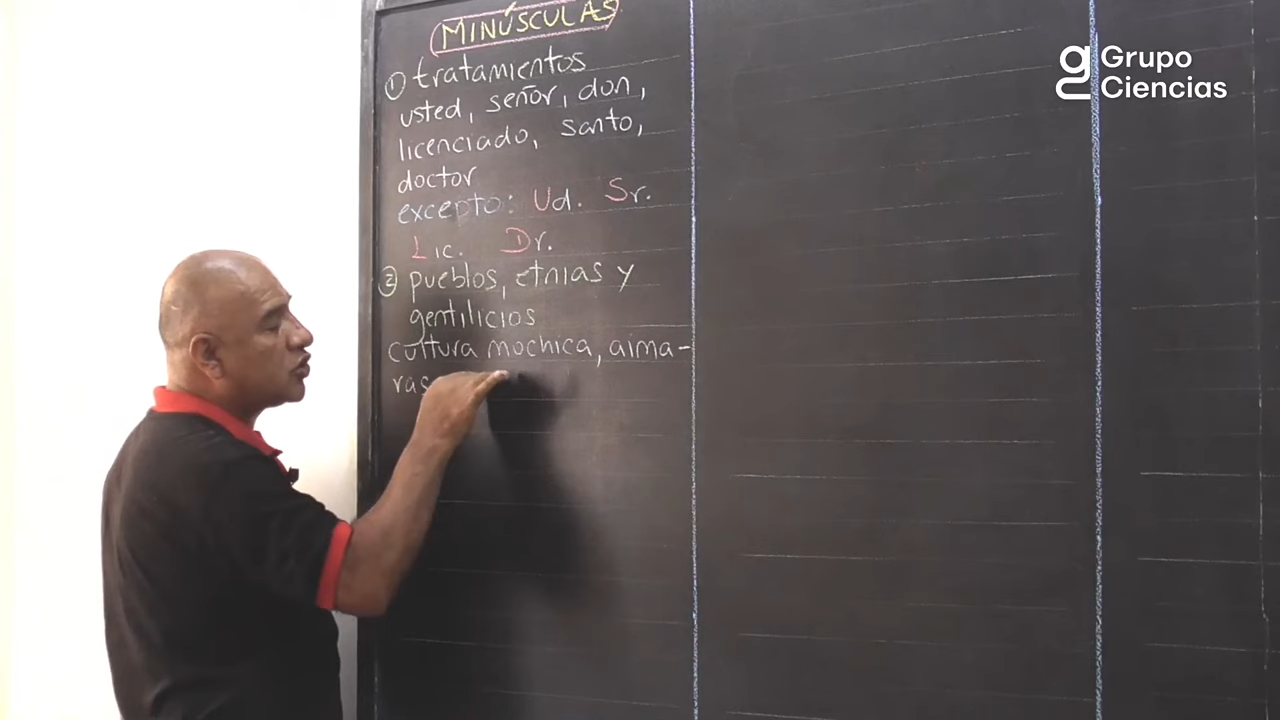 MINÚSCULAS
① tratamientos
usted, señor, don,
licenciado, santo,
doctor
excepto: Ud. Sr.
Lic. Dr.
② pueblos, etnias y
gentilicios
cultura mochica, aima-
ras
Grupo
Ciencias